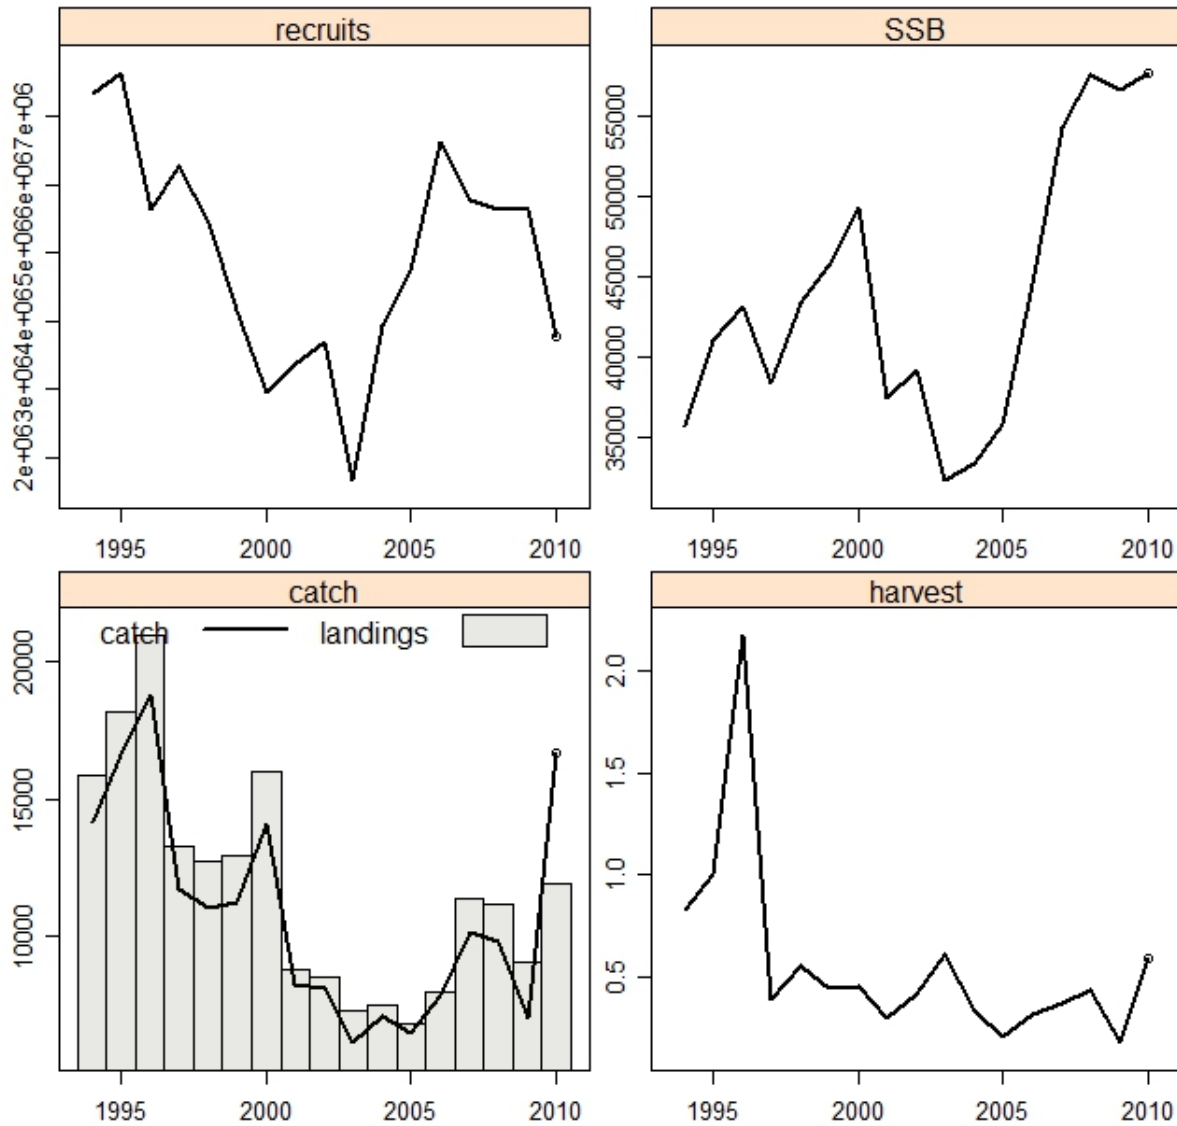 recruits
2e+063e+064e+065e+066e+067e+06
1995 2000 2005 2010
SSB
35000 40000 45000 50000 55000
1995 2000 2005 2010
catch
catch landings
10000 15000 20000
1995 2000 2005 2010
harvest
0.5 1.0 1.5 2.0
1995 2000 2005 2010